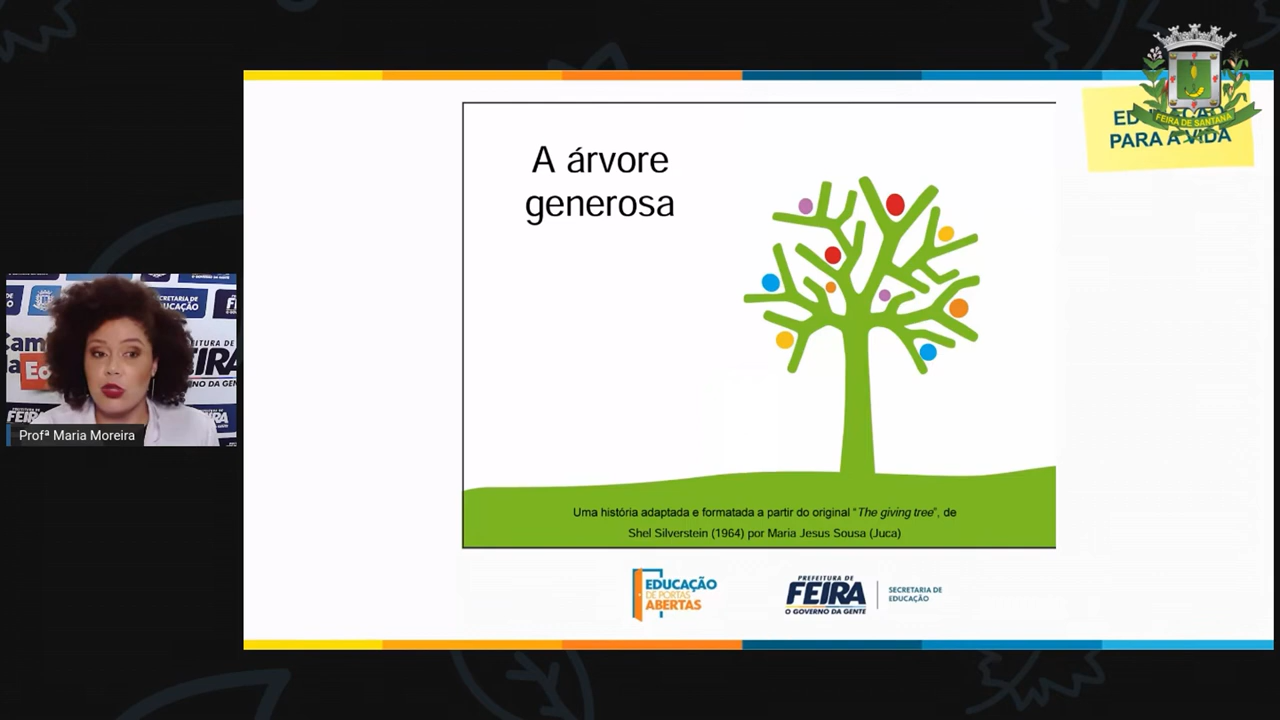 FEIRA DE SANTANA
PARA A VIDA
A árvore
generosa
SECRETARIA DE
EDUCAÇÃO
FEIRA
Profª Maria Moreira
Uma história adaptada e formatada a partir do original "The giving tree", de
Shel Silverstein (1964) por Maria Jesus Sousa (Juca)
EDUCAÇÃO
DE PORTAS
ABERTAS
PREFEITURA DE
FEIRA
O GOVERNO DA GENTE
SECRETARIA DE
EDUCAÇÃO